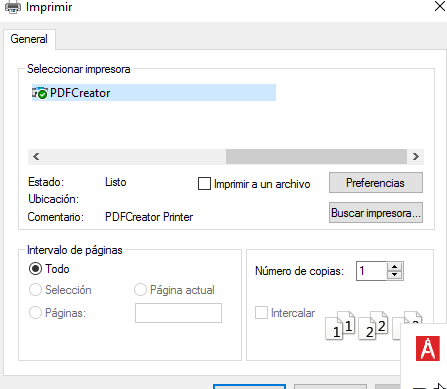 Imprimir
General
Seleccionar impresora
PDFCreator
Estado: Listo
Imprimir a un archivo
Preferencias
Ubicación:
Comentario: PDFCreator Printer
Buscar impresora...
Intervalo de páginas
Todo
Selección
Página actual
Páginas:
Número de copias: 1
Intercalar
1 1 2 2